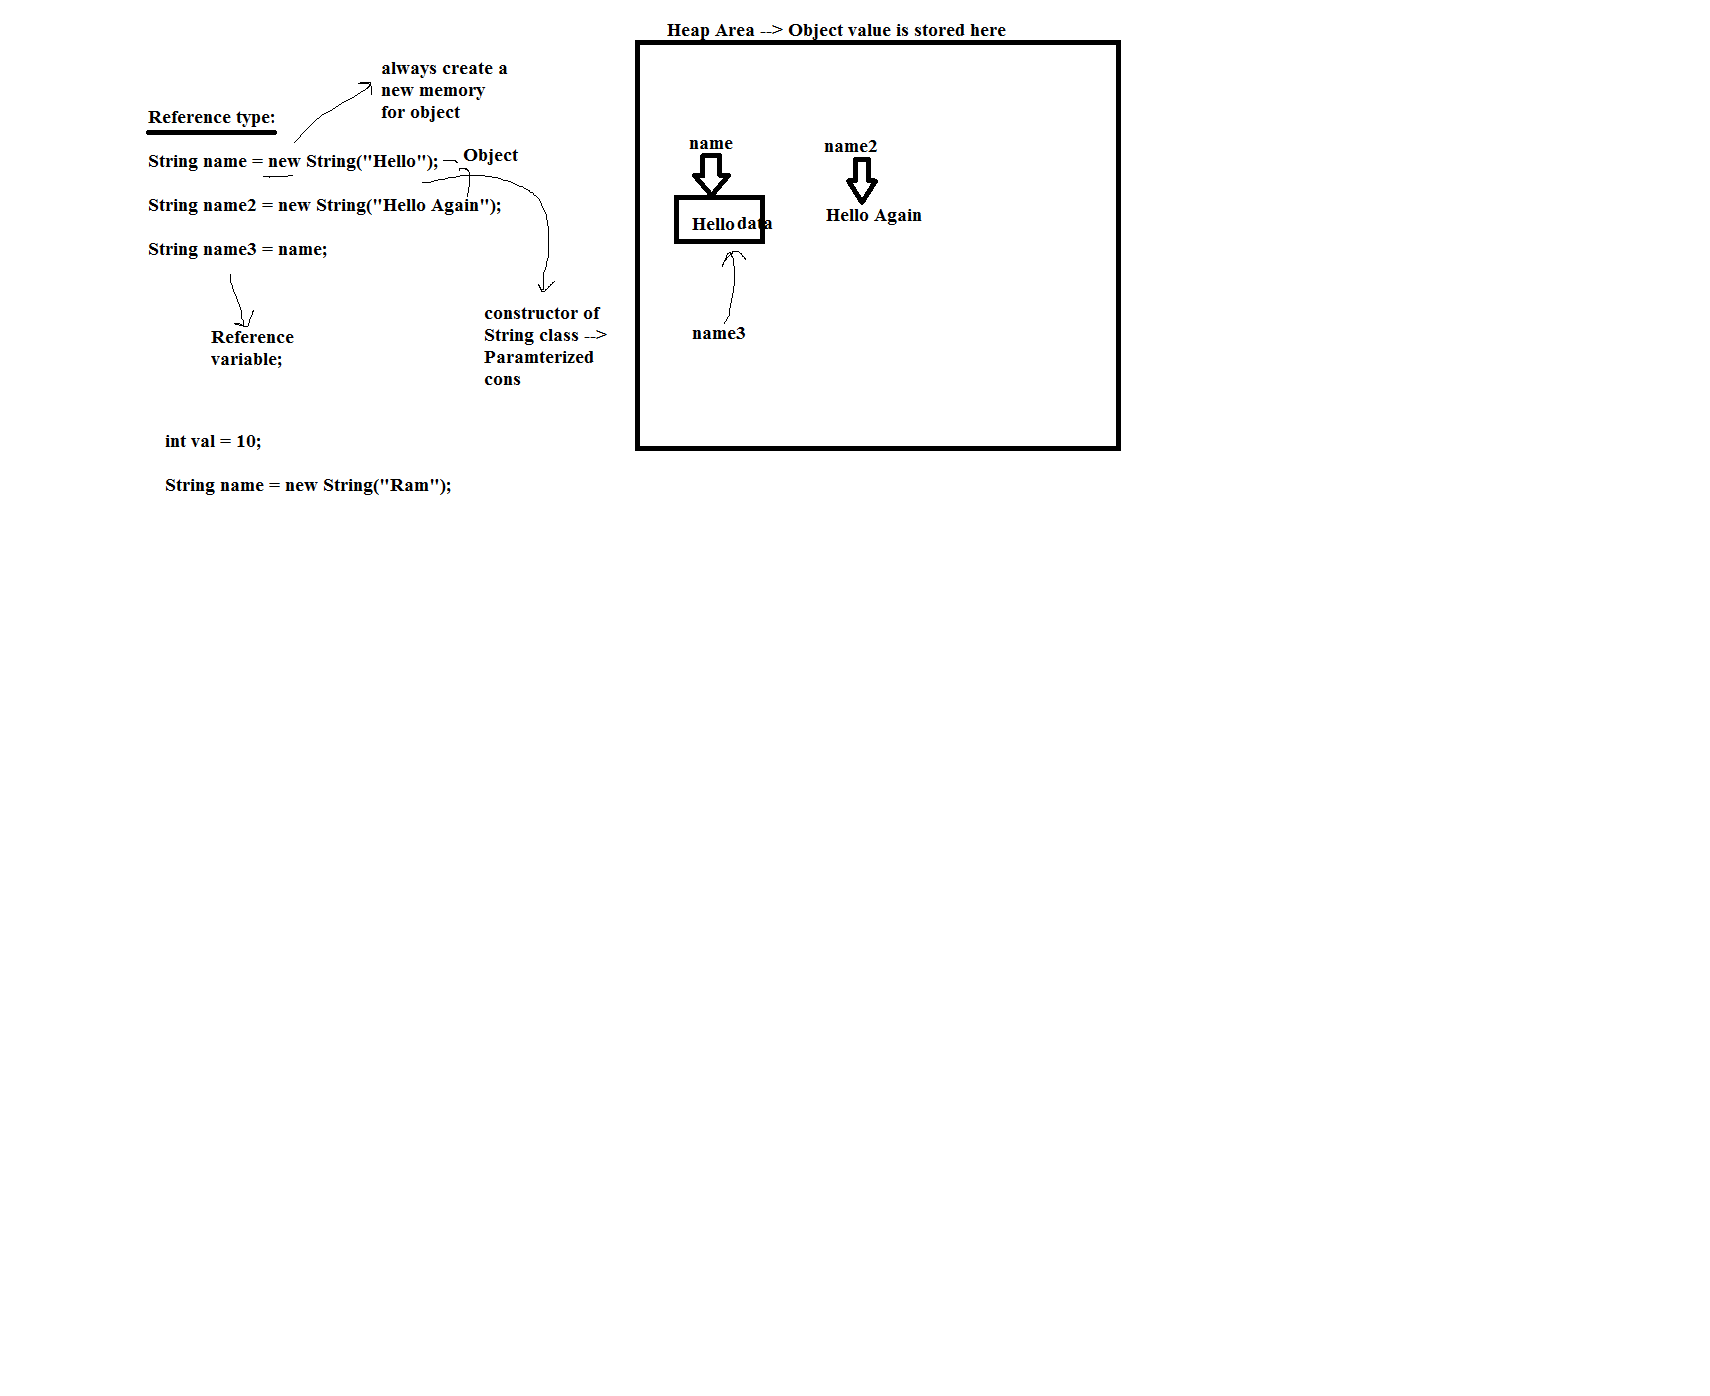 Heap Area --> Object value is stored here
always create a
new memory
for object
Reference type:
String name = new String("Hello");
Object
String name2 = new String("Hello Again");
String name3 = name;
Reference
variable;
constructor of
String class -->
Paramterized
cons
name
name2
Hello data
Hello Again
name3
int val = 10;
String name = new String("Ram");